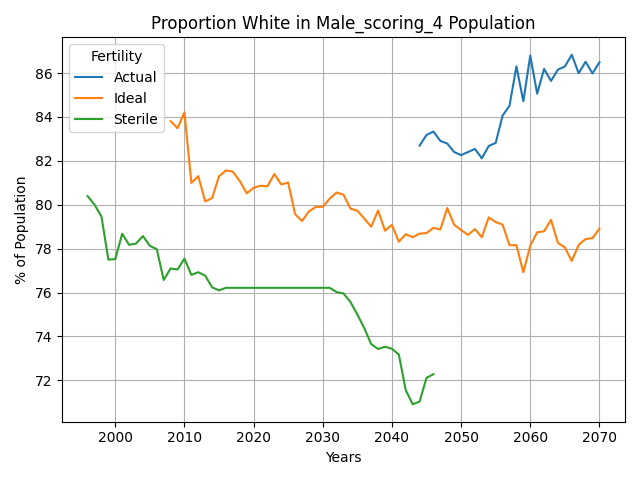 Proportion White in Male_scoring_4 Population
Fertility
Actual
Ideal
Sterile
% of Population
86
84
82
80
78
76
74
72
2000 2010 2020 2030 2040 2050 2060 2070
Years